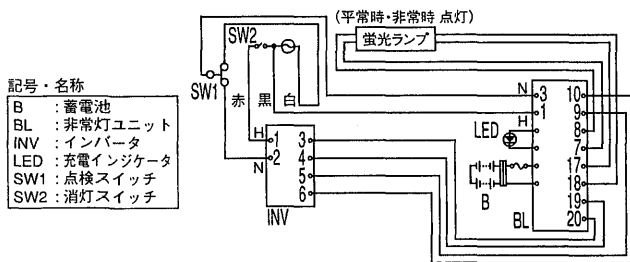 (平常時・非常時 点灯)
蛍光ランプ
SW2
SW1
赤 黒 白
記号・名称
B : 蓄電池
BL : 非常灯ユニット
INV : インバータ
LED : 充電インジケータ
SW1 : 点検スイッチ
SW2 : 消灯スイッチ
H 1 3
N 2 4
5
6
INV
N 3 10
1 9
H 8
LED 7
17
18
B 19
BL 20